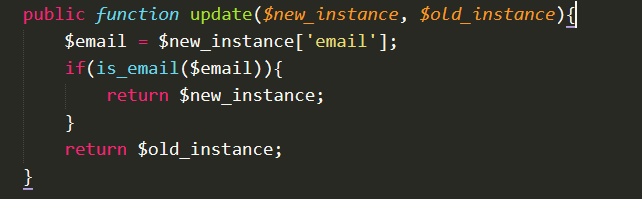 public function update($new_instance, $old_instance){
    $email = $new_instance['email'];
    if(is_email($email)){
        return $new_instance;
    }
    return $old_instance;
}